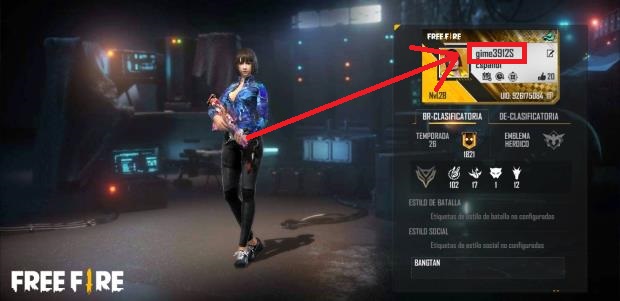 FREE FIRE
gime3912S
Español
20
Nvl.28
UID: 926175084
BR-CLASIFICATORIA
DE-CLASIFICATORIA
TEMPORADA 26
EMBLEMA HEROICO
1821
102 17 1 12
ESTILO DE BATALLA
Etiquetas de estilo de batalla no configuradas
ESTILO SOCIAL
Etiquetas de estilo social no configuradas
BANGTAN
FREE FIRE